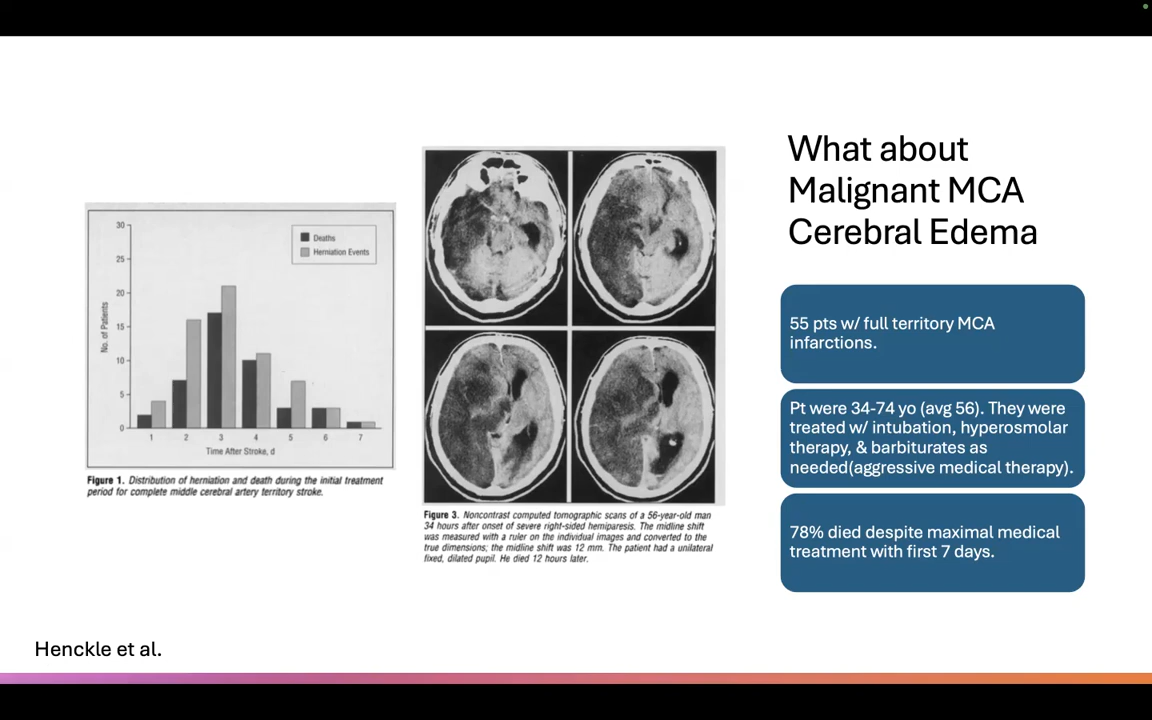 What about
Malignant MCA
Cerebral Edema
30
25
20
15
10
5
0
No. of Patients
Deaths
Herniation Events
1 2 3 4 5 6 7
Time After Stroke, d
Figure 1. Distribution of herniation and death during the initial treatment
period for complete middle cerebral artery territory stroke.
Figure 3. Noncontrast computed tomographic scans of a 56-year-old man
34 hours after onset of severe right-sided hemiparesis. The midline shift
was measured with a ruler on the individual images and converted to the
true dimensions; the midline shift was 12 mm. The patient had a unilateral
fixed, dilated pupil. He died 12 hours later.
55 pts w/ full territory MCA
infarctions.
Pt were 34-74 yo (avg 56). They were
treated w/ intubation, hyperosmolar
therapy, & barbiturates as
needed(aggressive medical therapy).
78% died despite maximal medical
treatment with first 7 days.
Henckle et al.